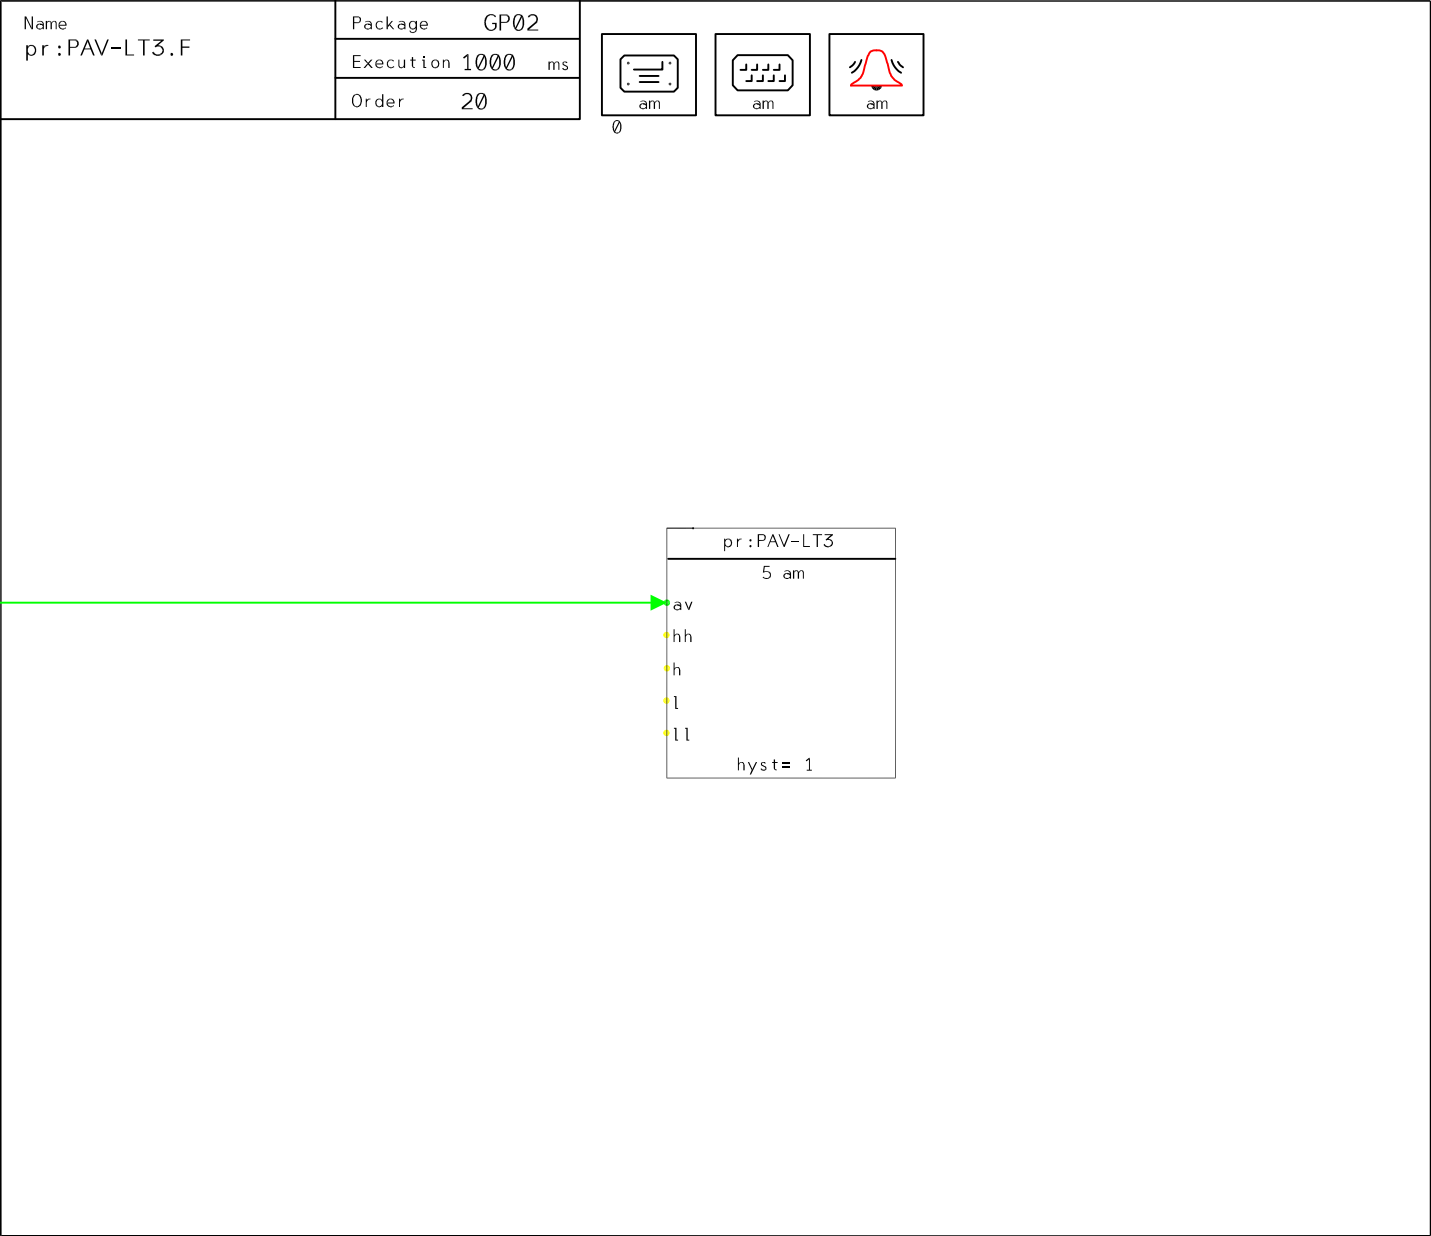 Name
pr:PAV-LT3.F
Package GP02
Execution 1000 ms
Order 20
am
am
am
0
pr:PAV-LT3
5 am
av
hh
h
l
ll
hyst= 1